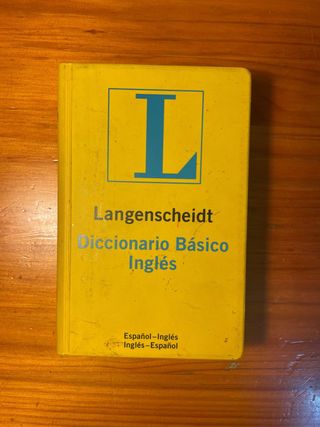 L
Langenscheidt
Diccionario Básico
Inglés
Español–Inglés
Inglés–Español